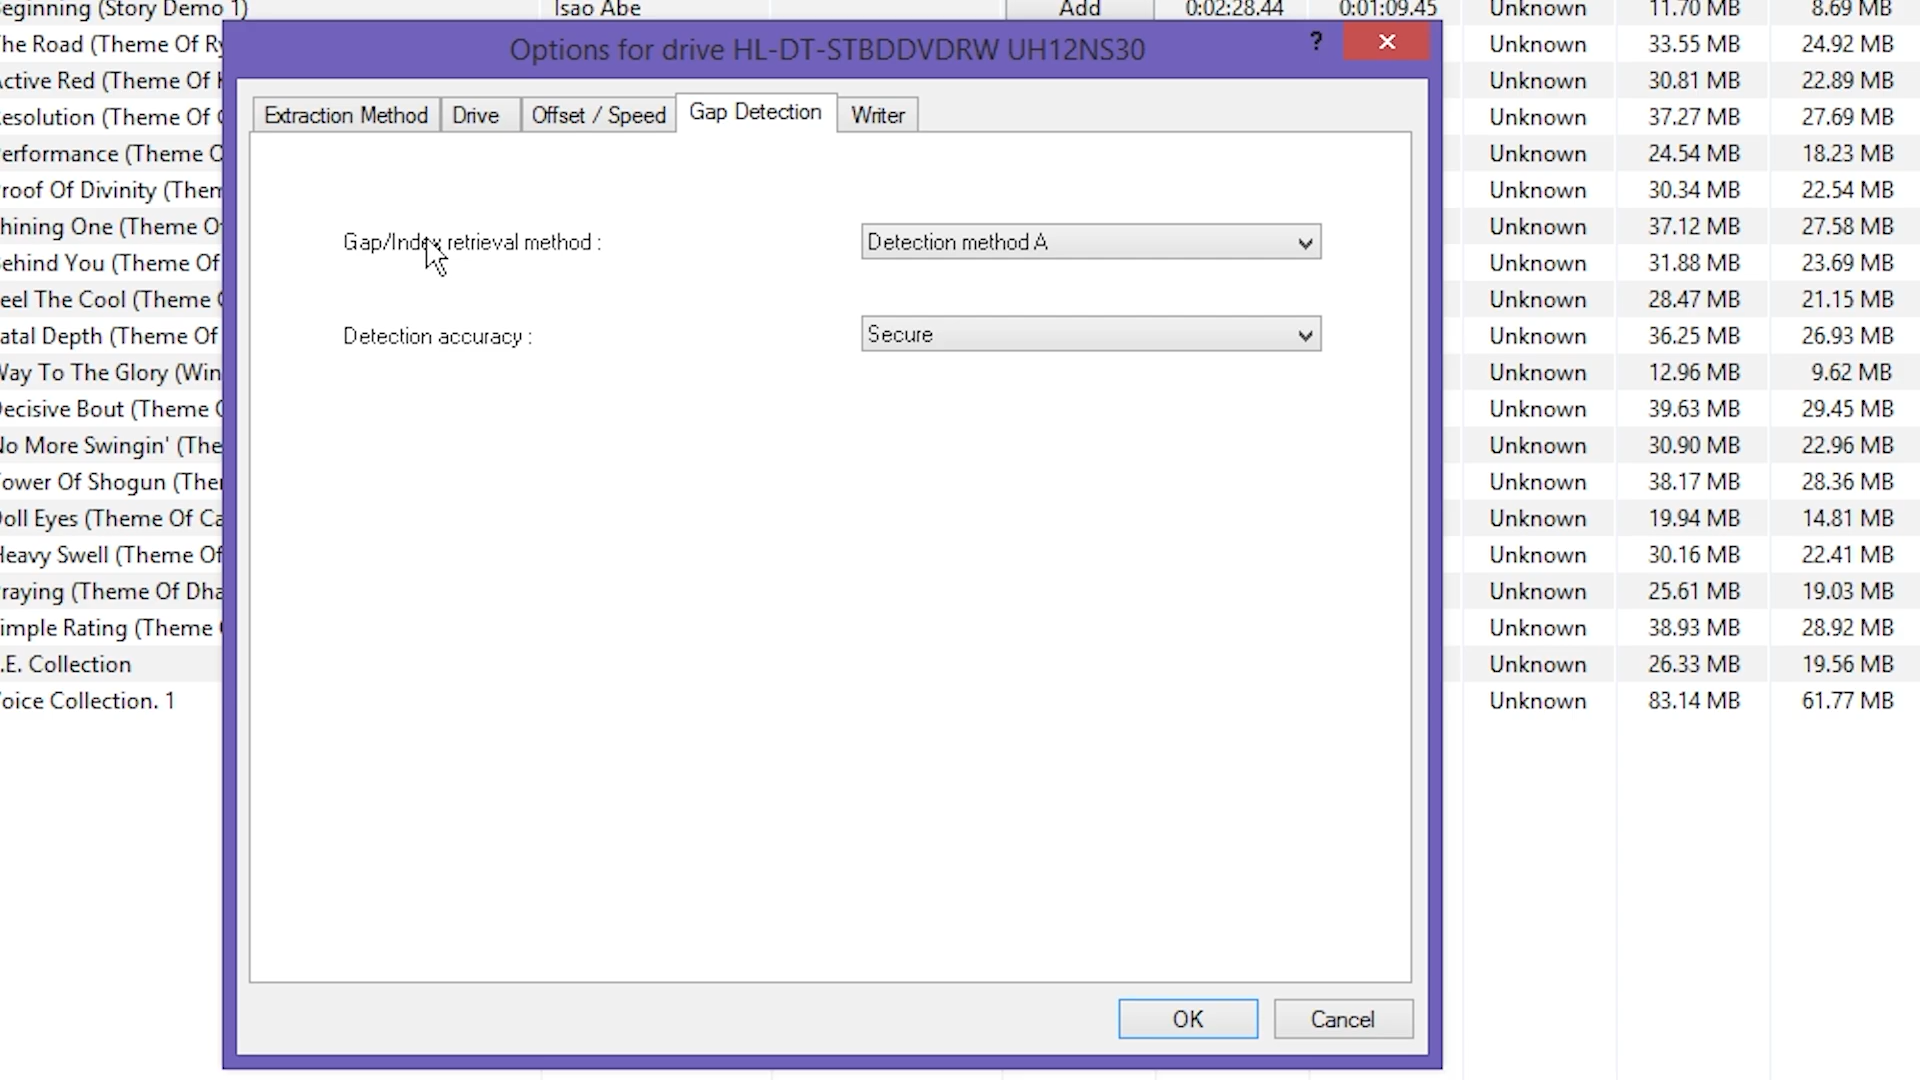 eginning (Story Demo 1) Isao Abe Add 0:02:28.44 0:01:09.45 Unknown 11.70 MB 8.69 MB
Options for drive HL-DT-STBDDVDRW UH12NS30 ?
he Road (Theme Of Ry Unknown 33.55 MB 24.92 MB
ctive Red (Theme Of Unknown 30.81 MB 22.89 MB
Extraction Method Drive Offset / Speed Gap Detection Writer
esolution (Theme Of Unknown 37.27 MB 27.69 MB
erformance (Theme O Unknown 24.54 MB 18.23 MB
roof Of Divinity (Them Unknown 30.34 MB 22.54 MB
hining One (Theme O Unknown 37.12 MB 27.58 MB
Gap/Index retrieval method : Detection method A
ehind You (Theme Of Unknown 31.88 MB 23.69 MB
eel The Cool (Theme Unknown 28.47 MB 21.15 MB
Detection accuracy : Secure
atal Depth (Theme Of Unknown 36.25 MB 26.93 MB
Way To The Glory (Win Unknown 12.96 MB 9.62 MB
ecisive Bout (Theme Unknown 39.63 MB 29.45 MB
No More Swingin' (The Unknown 30.90 MB 22.96 MB
ower Of Shogun (The Unknown 38.17 MB 28.36 MB
oll Eyes (Theme Of Ca Unknown 19.94 MB 14.81 MB
Heavy Swell (Theme Of Unknown 30.16 MB 22.41 MB
raying (Theme Of Dha Unknown 25.61 MB 19.03 MB
imple Rating (Theme Unknown 38.93 MB 28.92 MB
.E. Collection Unknown 26.33 MB 19.56 MB
oice Collection. 1 Unknown 83.14 MB 61.77 MB
OK Cancel